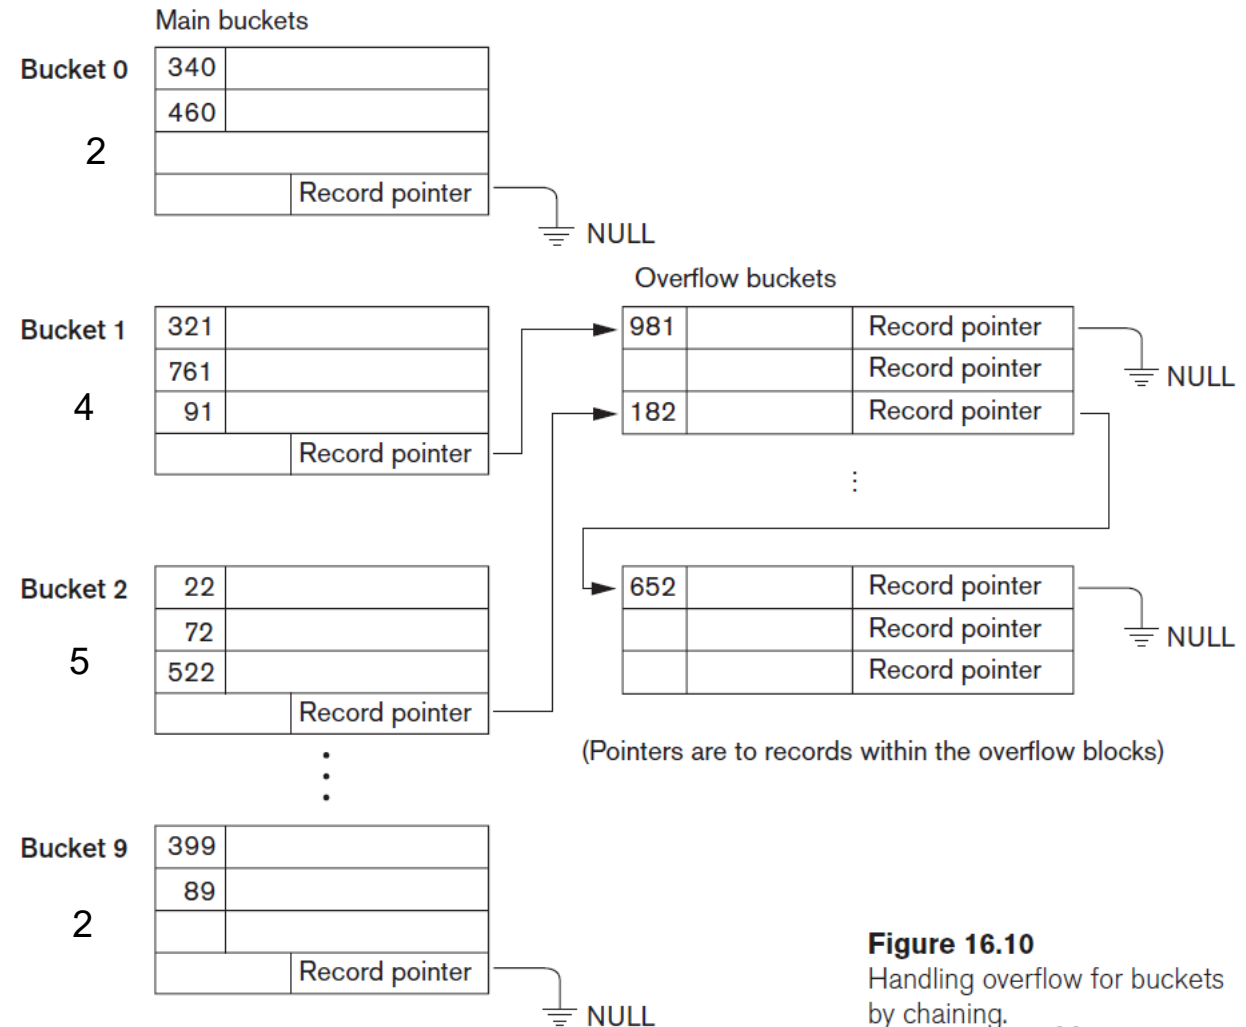 Main buckets
Bucket 0
340
460
2
Record pointer
NULL
Overflow buckets
Bucket 1
321
761
91
4
Record pointer
981 Record pointer
Record pointer
182 Record pointer
NULL
⋮
Bucket 2
22
72
522
5
Record pointer
652 Record pointer
Record pointer
Record pointer
NULL
(Pointers are to records within the overflow blocks)
⋮
Bucket 9
399
89
2
Record pointer
NULL
Figure 16.10
Handling overflow for buckets
by chaining.